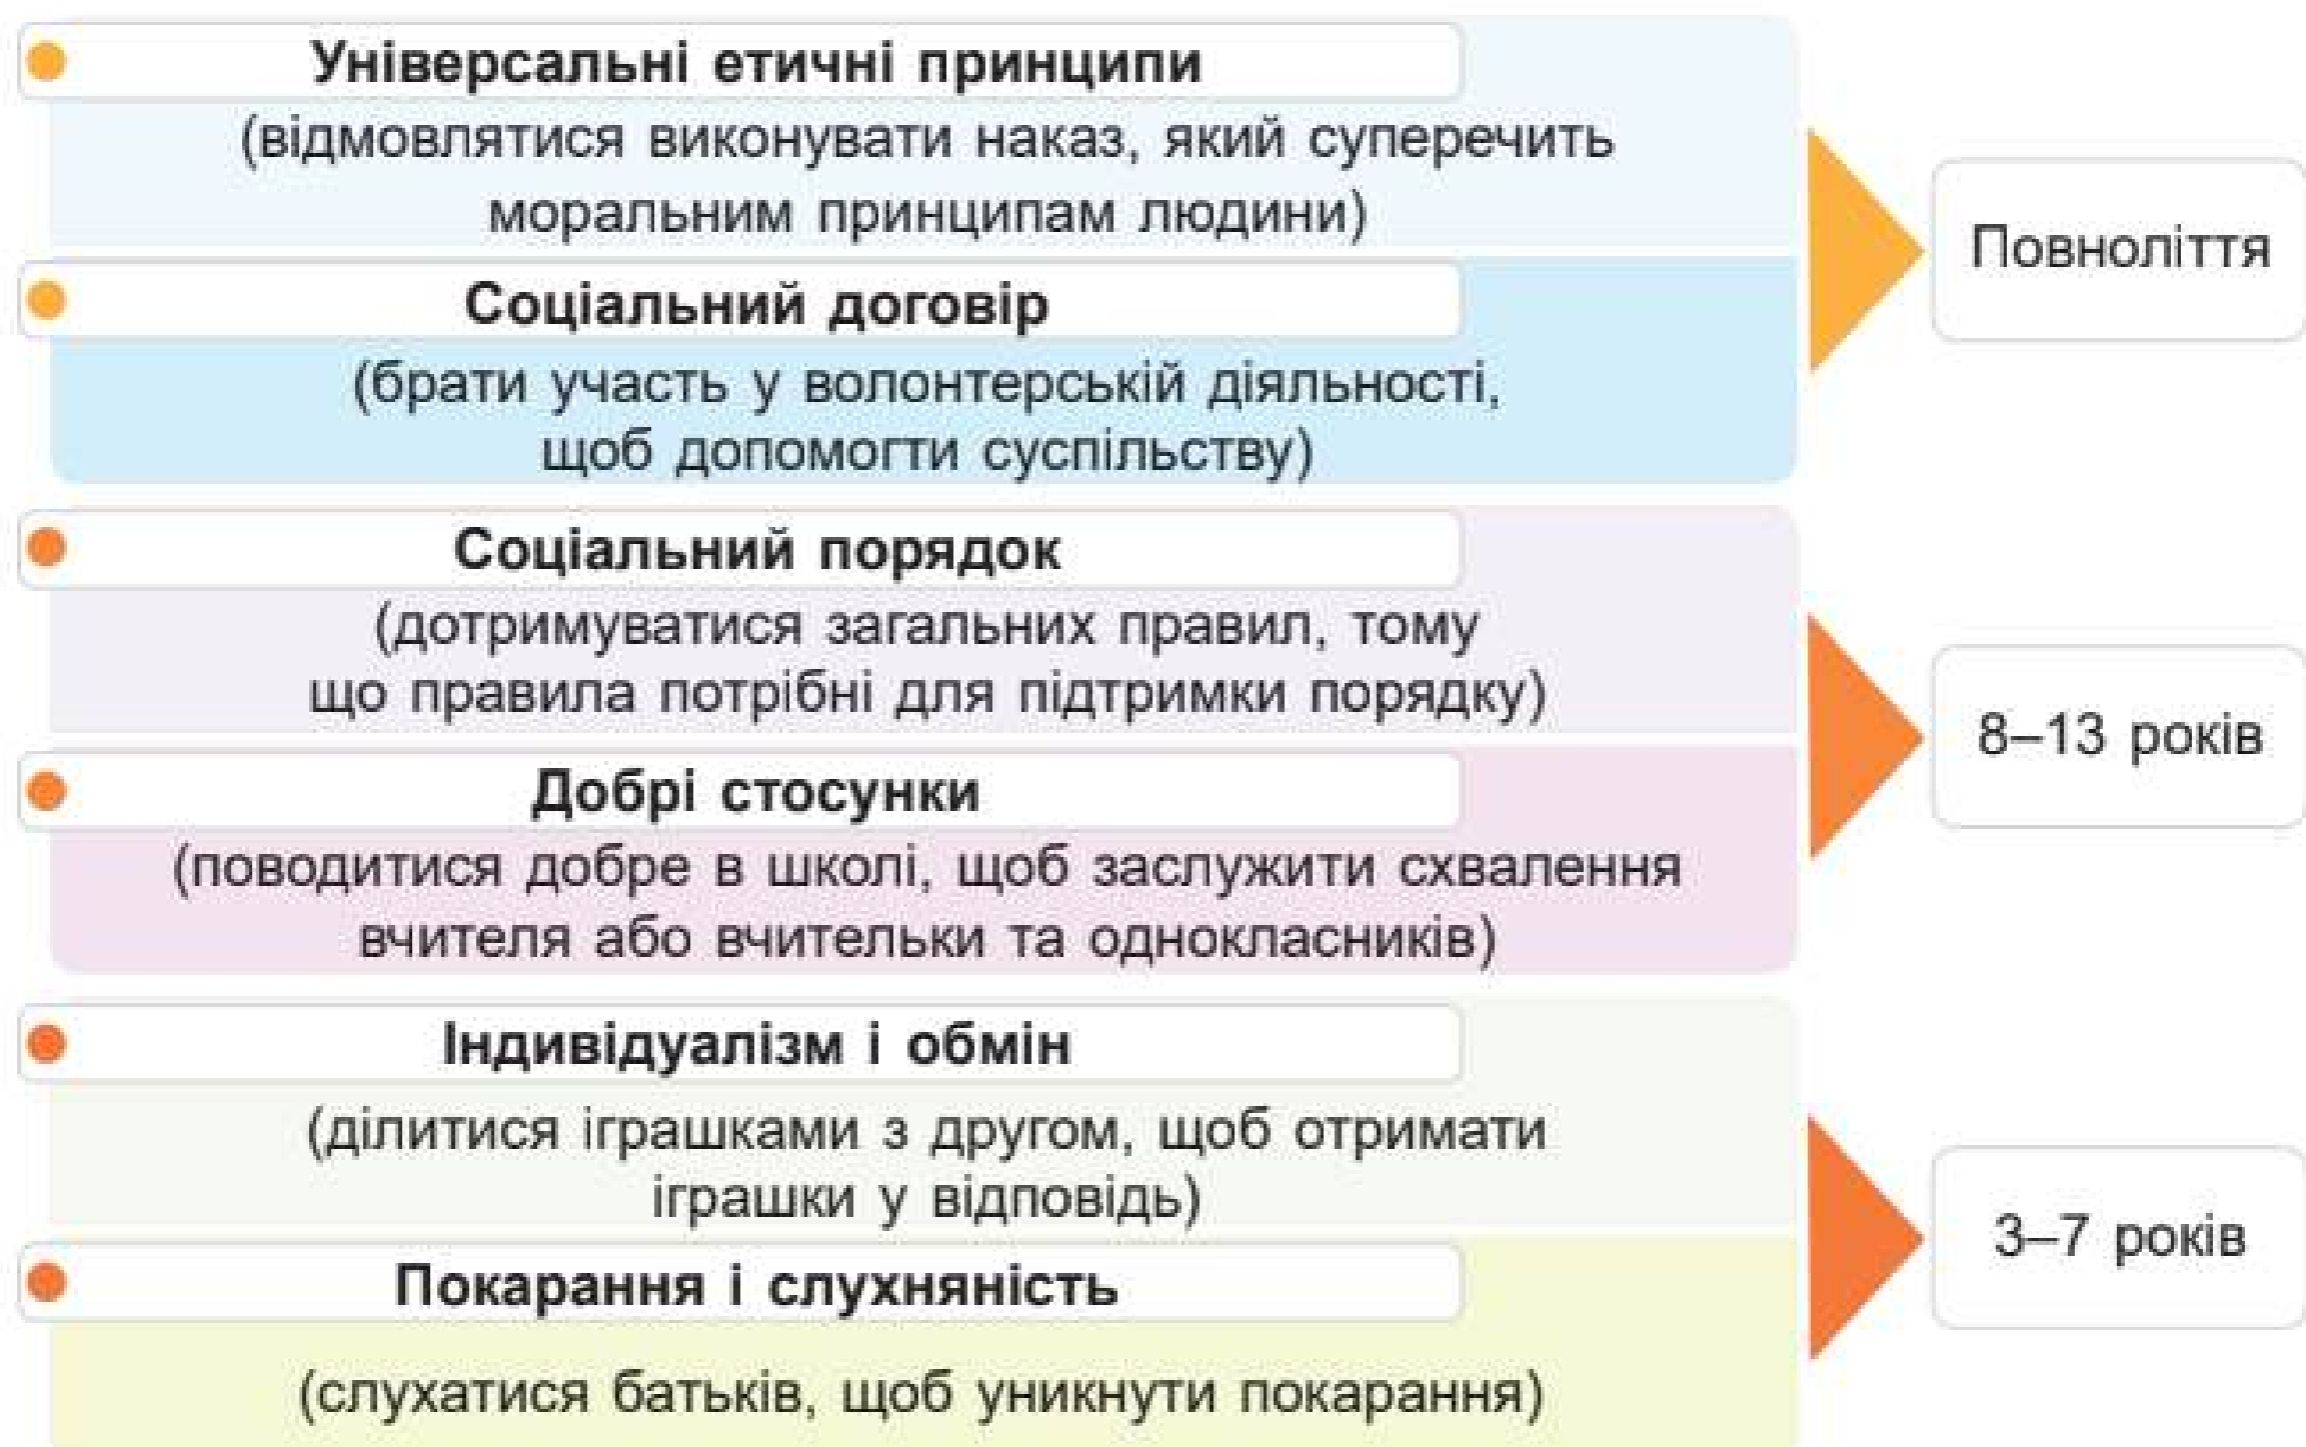 Універсальні етичні принципи
(відмовлятися виконувати наказ, який суперечить
моральним принципам людини)
Соціальний договір
(брати участь у волонтерській діяльності,
щоб допомогти суспільству)
Повноліття
Соціальний порядок
(дотримуватися загальних правил, тому
що правила потрібні для підтримки порядку)
Добрі стосунки
(поводитися добре в школі, щоб заслужити схвалення
вчителя або вчительки та однокласників)
8–13 років
Індивідуалізм і обмін
(ділитися іграшками з другом, щоб отримати
іграшки у відповідь)
Покарання і слухняність
(слухатися батьків, щоб уникнути покарання)
3–7 років